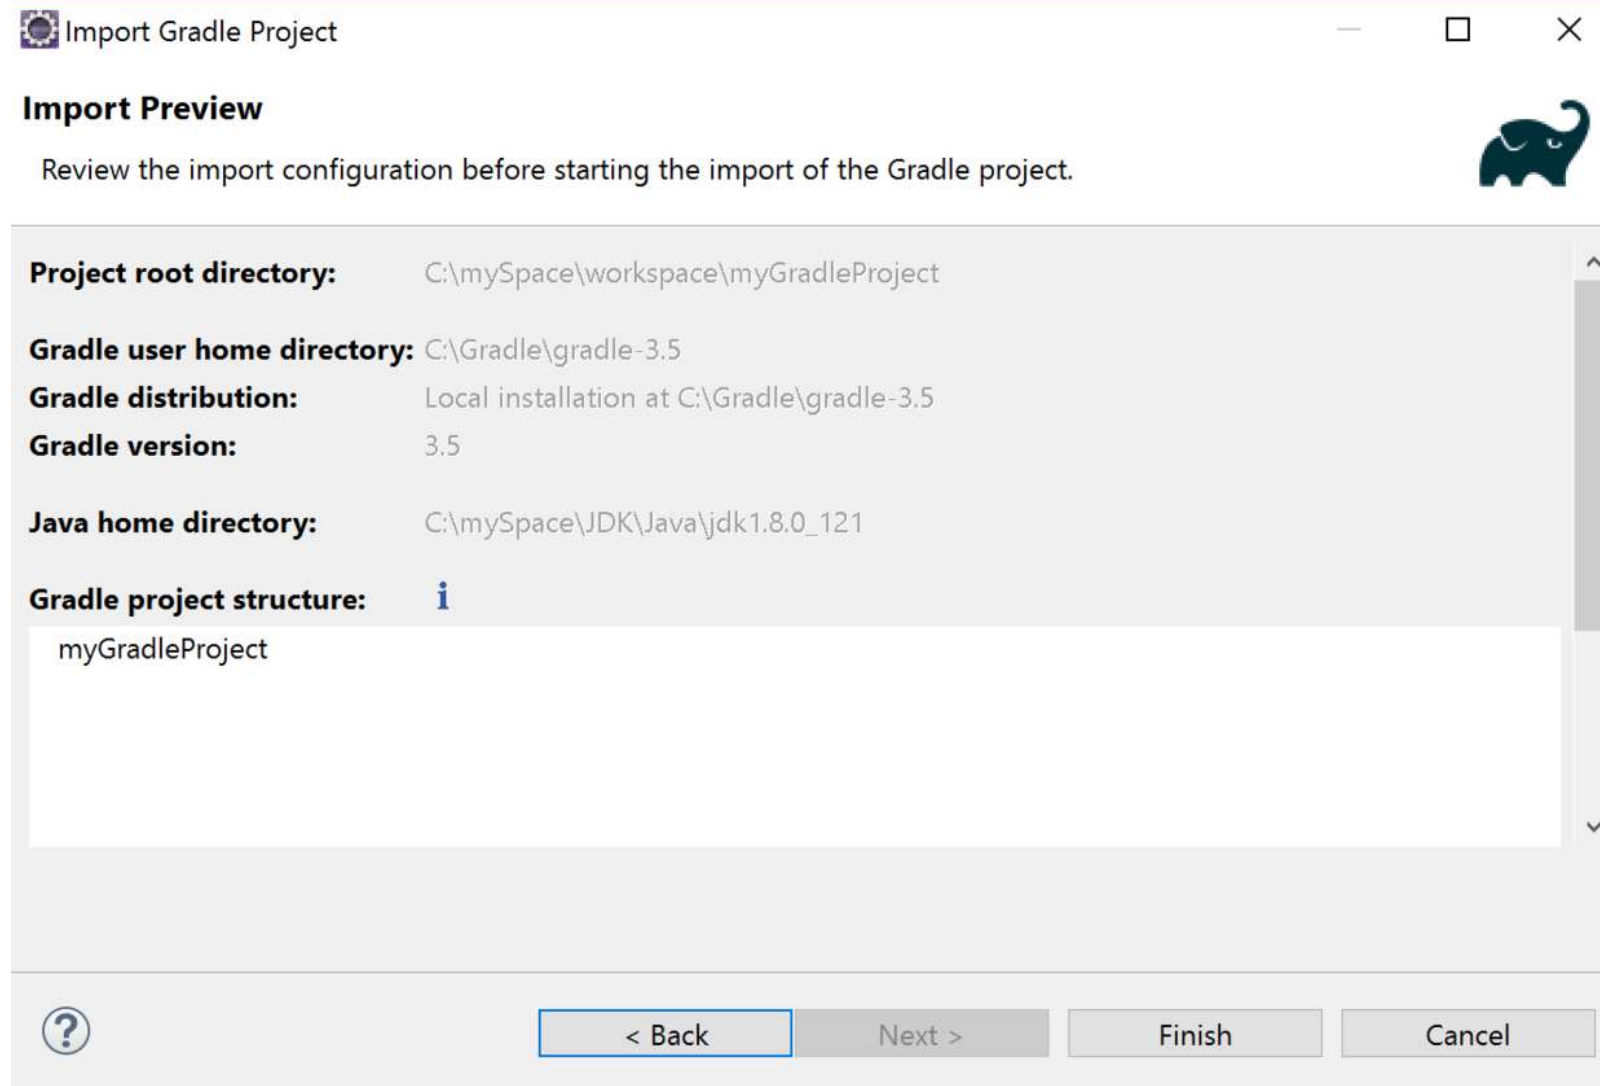 Import Gradle Project
Import Preview
Review the import configuration before starting the import of the Gradle project.
Project root directory: C:\mySpace\workspace\myGradleProject
Gradle user home directory: C:\Gradle\gradle-3.5
Gradle distribution: Local installation at C:\Gradle\gradle-3.5
Gradle version: 3.5
Java home directory: C:\mySpace\JDK\Java\jdk1.8.0_121
Gradle project structure: i
myGradleProject
? < Back Next > Finish Cancel